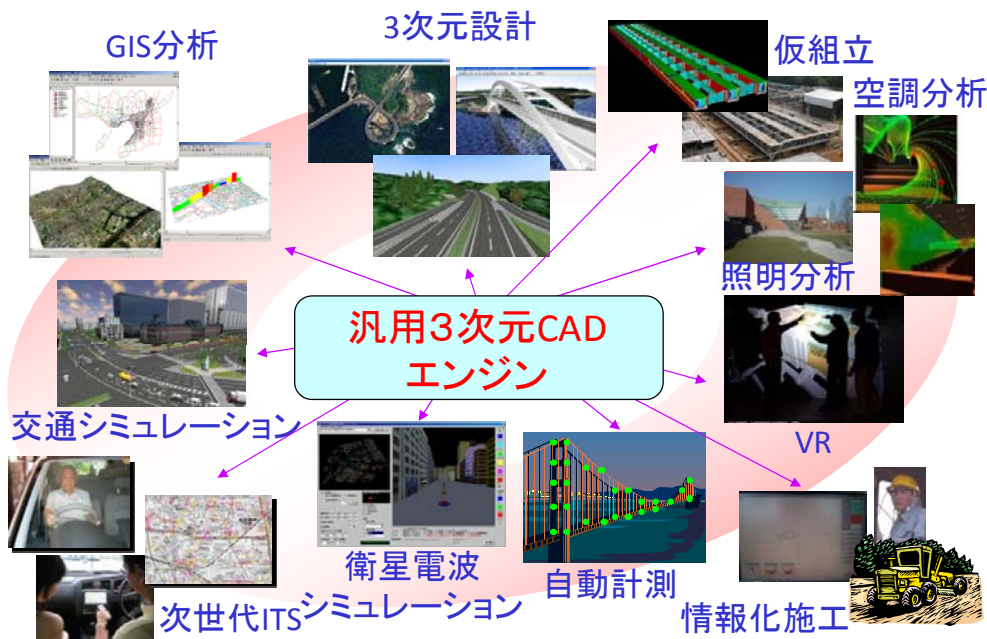 GIS分析
3次元設計
仮組立
空調分析
照明分析
汎用３次元CAD
エンジン
交通シミュレーション
VR
次世代ITS
衛星電波
シミュレーション
自動計測
情報化施工